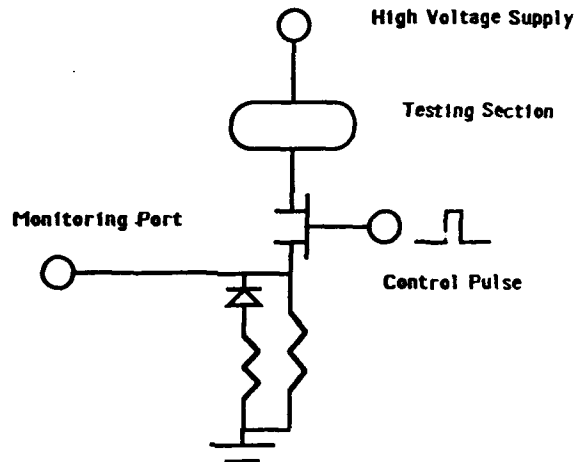 High Voltage Supply
Testing Section
Monitoring Port
Control Pulse